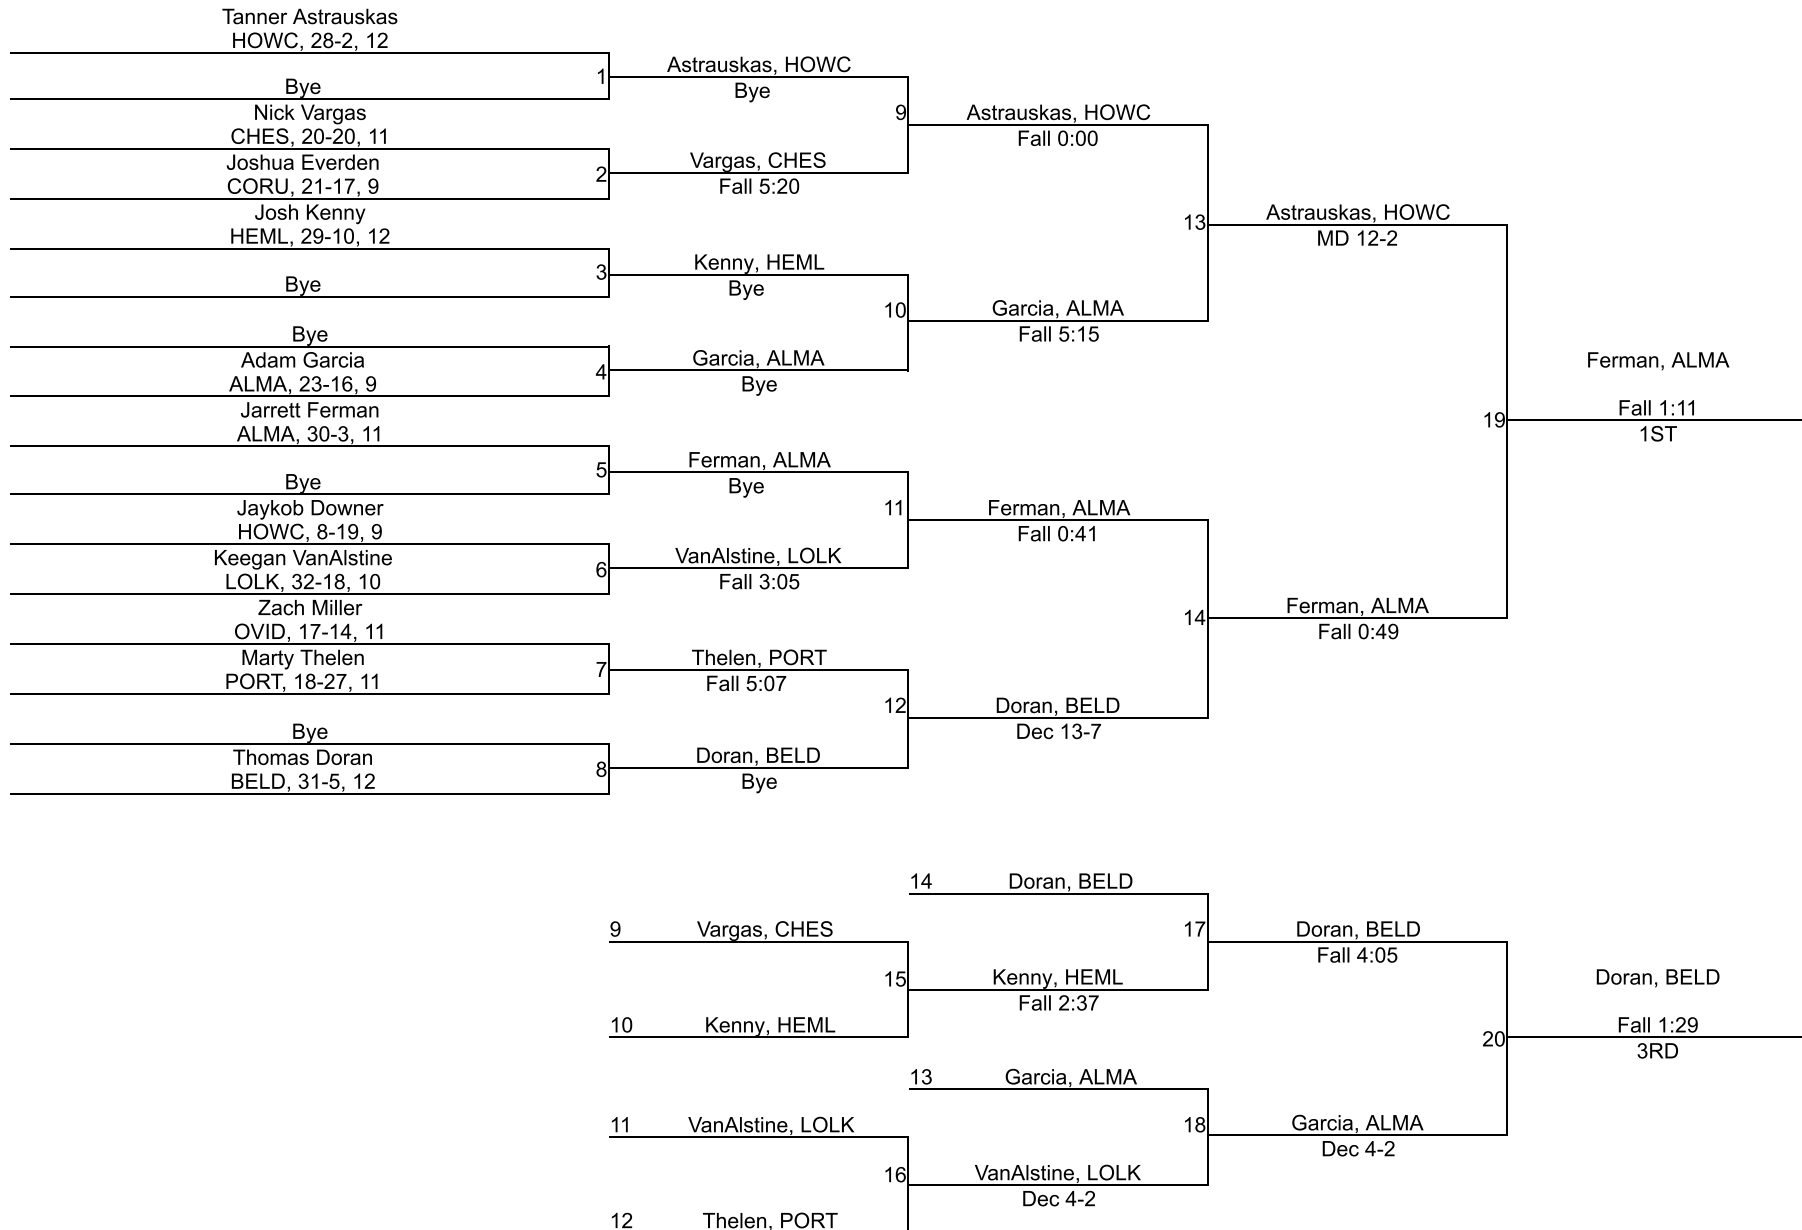 Tanner Astrauskas
HOWC, 28-2, 12
Bye
1
Nick Vargas
CHES, 20-20, 11
Joshua Everden
CORU, 21-17, 9
2
Josh Kenny
HEML, 29-10, 12
Bye
3
Bye
Adam Garcia
ALMA, 23-16, 9
4
Jarrett Ferman
ALMA, 30-3, 11
Bye
5
Jaykob Downer
HOWC, 8-19, 9
Keegan VanAlstine
LOLK, 32-18, 10
6
Zach Miller
OVID, 17-14, 11
Marty Thelen
PORT, 18-27, 11
7
Bye
Thomas Doran
BELD, 31-5, 12
8
Astrauskas, HOWC
Bye
9
Vargas, CHES
Fall 5:20
Kenny, HEML
Bye
10
Garcia, ALMA
Bye
Ferman, ALMA
Bye
11
VanAlstine, LOLK
Fall 3:05
Thelen, PORT
Fall 5:07
12
Doran, BELD
Bye
Astrauskas, HOWC
Fall 0:00
13
Garcia, ALMA
Fall 5:15
Ferman, ALMA
Fall 0:41
14
Doran, BELD
Dec 13-7
Astrauskas, HOWC
MD 12-2
19
Ferman, ALMA
Fall 0:49
Ferman, ALMA
Fall 1:11
1ST
14 Doran, BELD
9 Vargas, CHES
17
15
Kenny, HEML
Fall 2:37
10 Kenny, HEML
Doran, BELD
Fall 4:05
13 Garcia, ALMA
11 VanAlstine, LOLK
18
16
VanAlstine, LOLK
Dec 4-2
12 Thelen, PORT
Garcia, ALMA
Dec 4-2
20
Doran, BELD
Fall 1:29
3RD